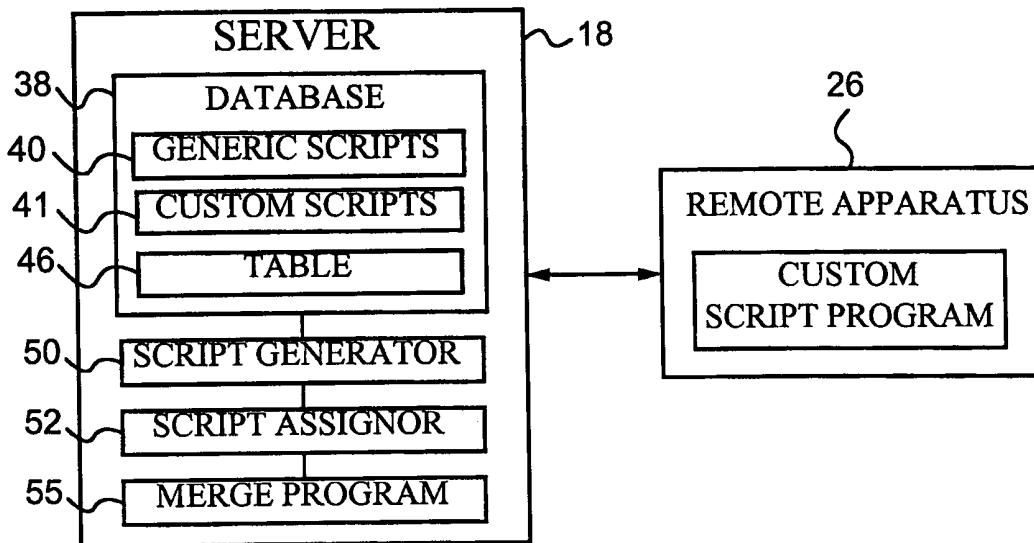 SERVER
18
38
DATABASE
40
GENERIC SCRIPTS
41
CUSTOM SCRIPTS
46
TABLE
50
SCRIPT GENERATOR
52
SCRIPT ASSIGNOR
55
MERGE PROGRAM
26
REMOTE APPARATUS
CUSTOM
SCRIPT PROGRAM